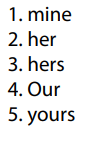 1. mine
2. her
3. hers
4. Our
5. yours